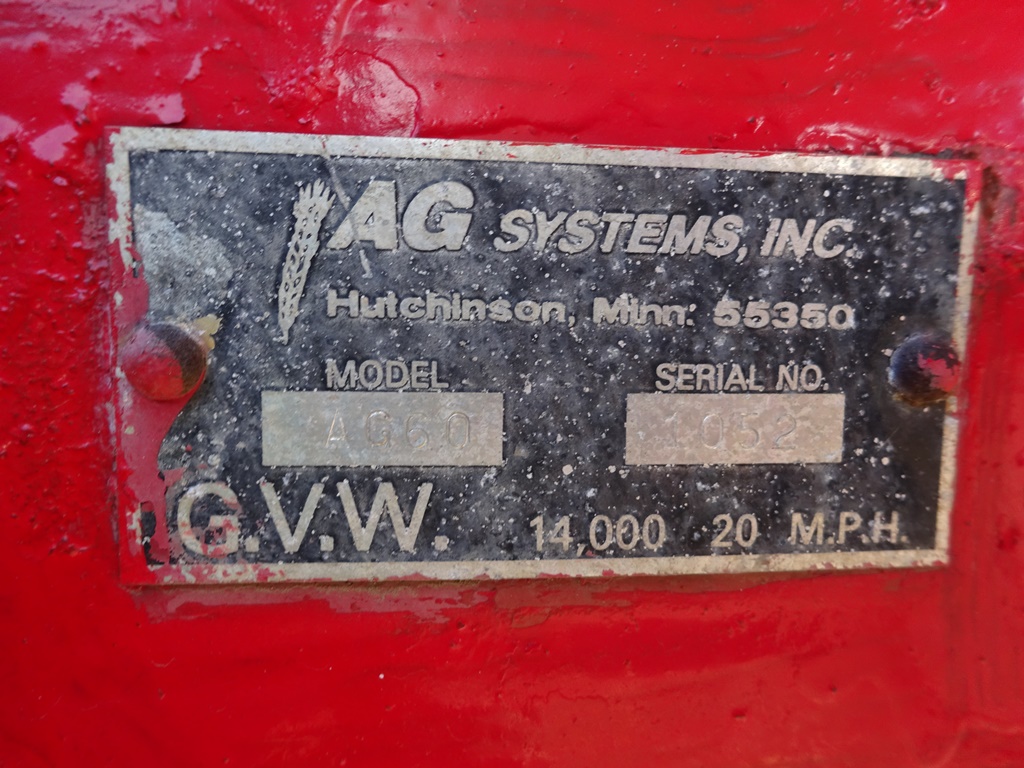 AG SYSTEMS, INC.
Hutchinson, Minn. 55350
MODEL SERIAL NO.
AG60 1052
G.V.W. 14,000 20 M.P.H.